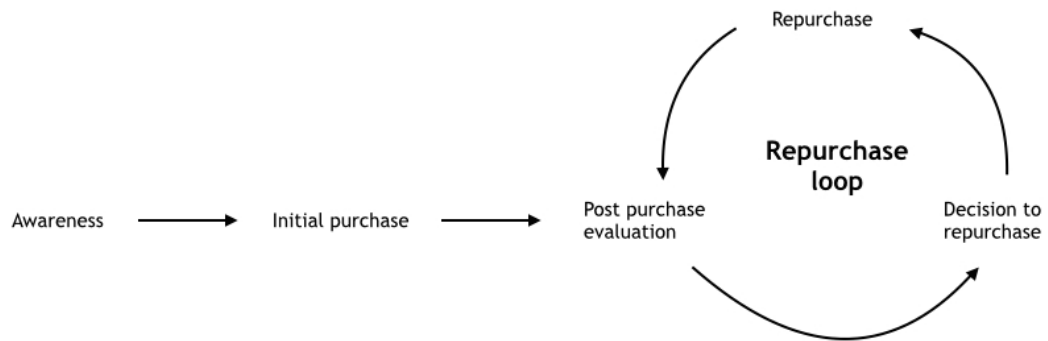 Repurchase
Repurchase
loop
Awareness
Initial purchase
Post purchase
evaluation
Decision to
repurchase